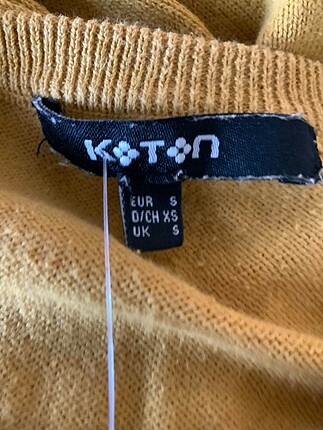 KOTON
EUR S
D/CH XS
UK S